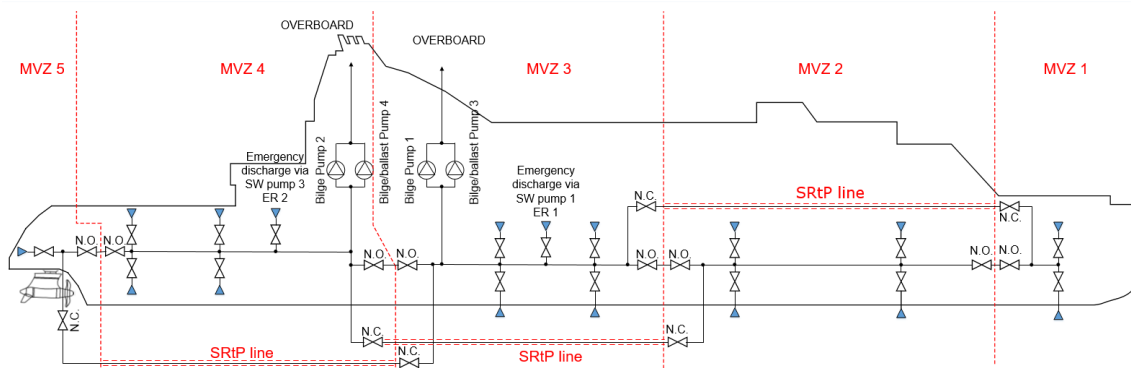 OVERBOARD
OVERBOARD
MVZ 5
MVZ 4
MVZ 3
MVZ 2
MVZ 1
Bilge Pump 2
Bilge/ballast Pump 4
Bilge Pump 1
Bilge/ballast Pump 3
Emergency
discharge via
SW pump 3
ER 2
Emergency
discharge via
SW pump 1
ER 1
N.C.
SRtP line
N.C.
N.O.
N.O.
N.O.
N.O.
N.O.
N.O.
N.O.
N.O.
N.C.
N.C.
N.C.
SRtP line
SRtP line
N.C.